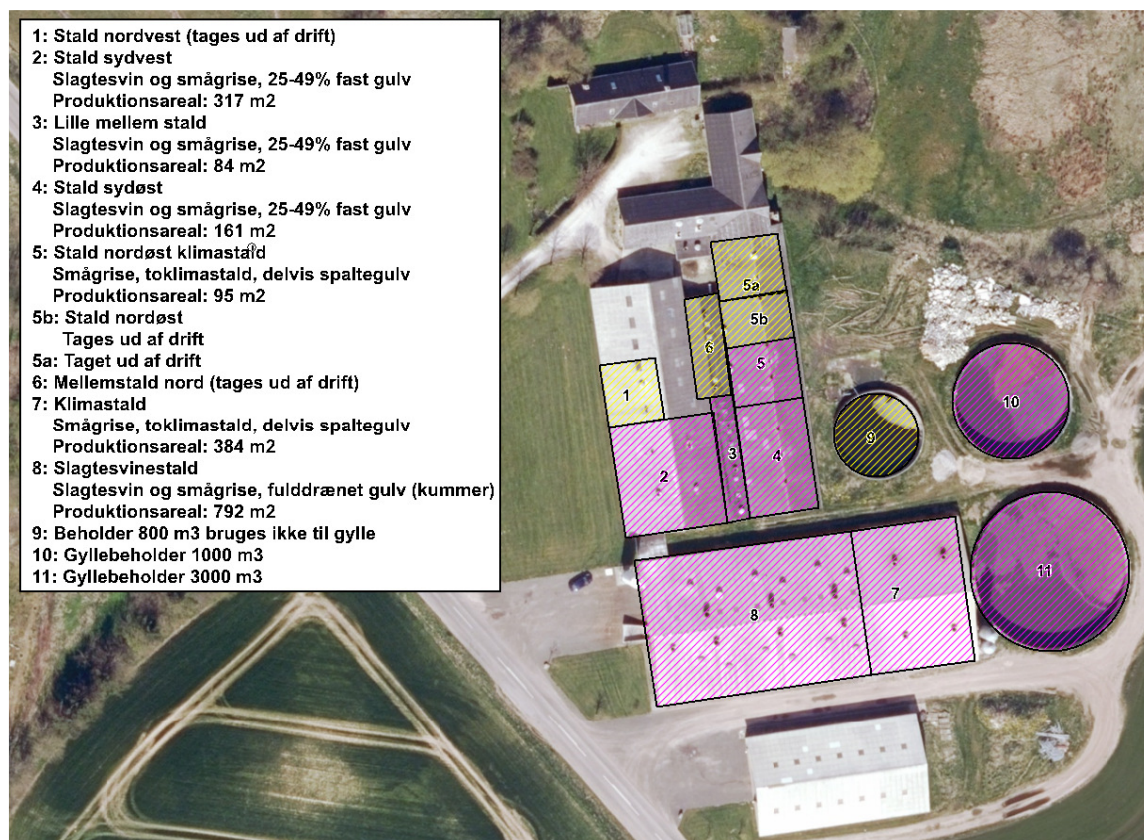 1: Stald nordvest (tages ud af drift)
2: Stald sydvest
Slagtesvin og smågrise, 25-49% fast gulv
Produktionsareal: 317 m2
3: Lille mellem stald
Slagtesvin og smågrise, 25-49% fast gulv
Produktionsareal: 84 m2
4: Stald sydøst
Slagtesvin og smågrise, 25-49% fast gulv
Produktionsareal: 161 m2
5: Stald nordøst klimastald
Smågrise, toklimastald, delvis spaltegulv
Produktionsareal: 95 m2
5b: Stald nordøst
Tages ud af drift
5a: Taget ud af drift
6: Mellemstald nord (tages ud af drift)
7: Klimastald
Smågrise, toklimastald, delvis spaltegulv
Produktionsareal: 384 m2
8: Slagtesvinestald
Slagtesvin og smågrise, fulddrænet gulv (kummer)
Produktionsareal: 792 m2
9: Beholder 800 m3 bruges ikke til gylle
10: Gyllebeholder 1000 m3
11: Gyllebeholder 3000 m3
5a
5b
6
5
1
10
9
2
3
4
11
7
8